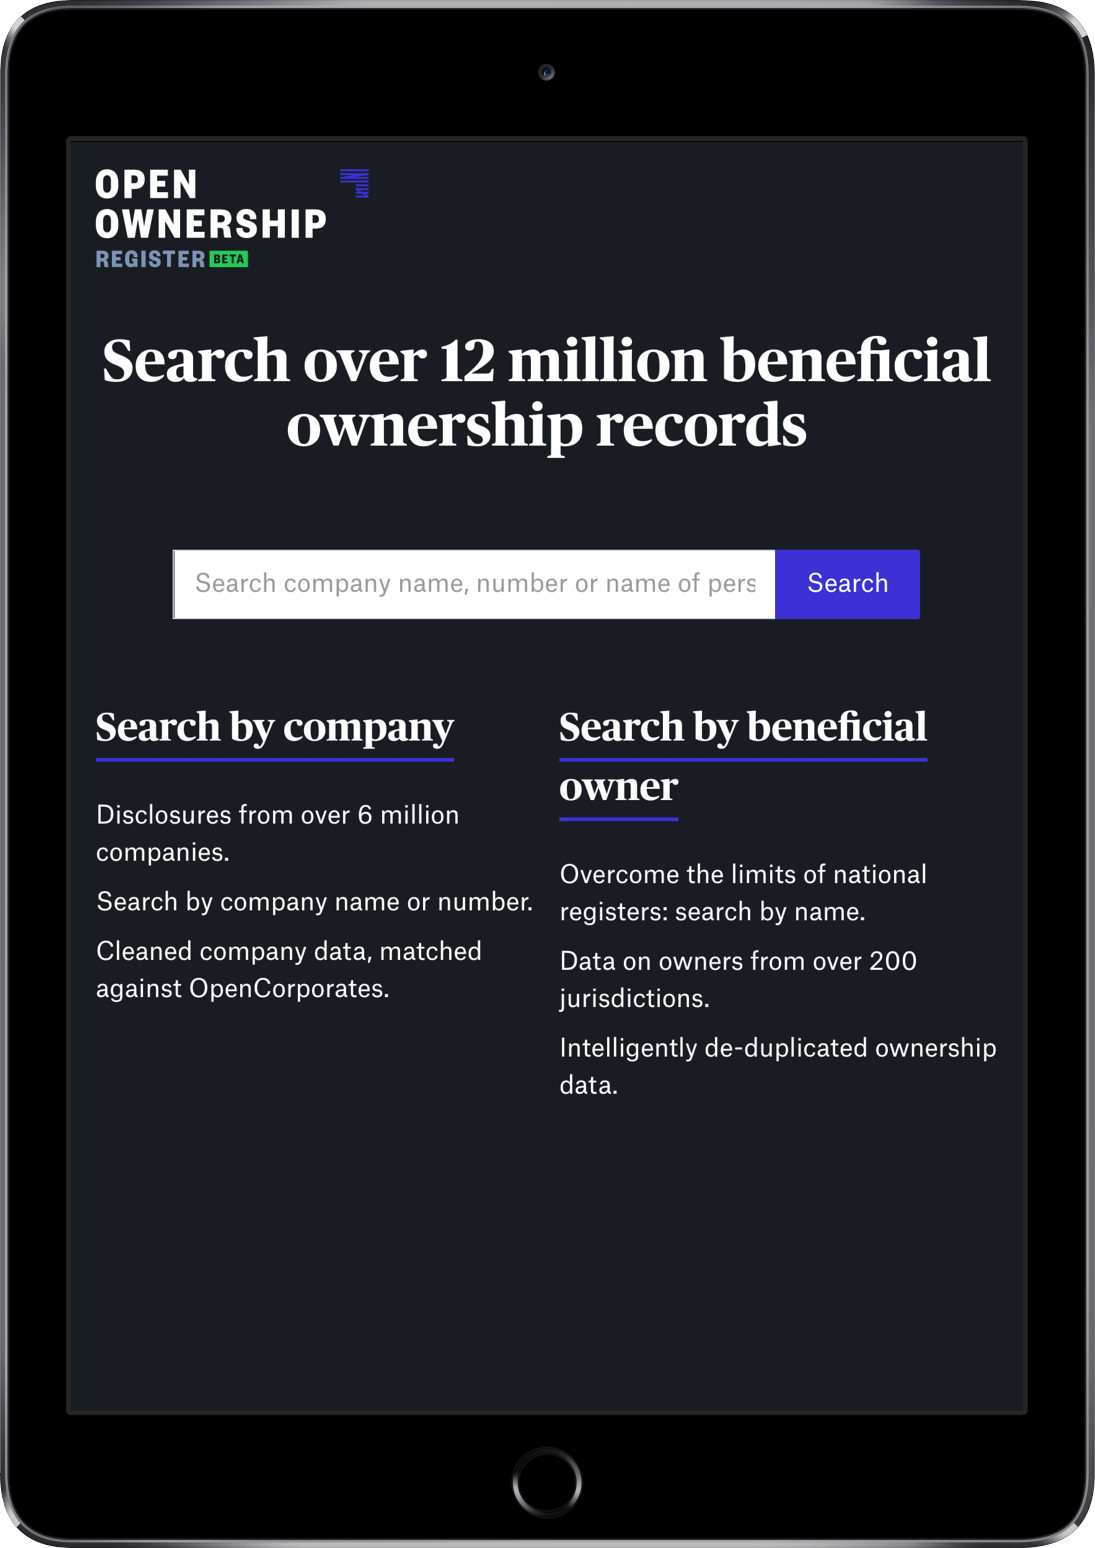 OPEN
OWNERSHIP
REGISTER BETA
Search over 12 million beneficial
ownership records
Search company name, number or name of pers
Search
Search by company
Disclosures from over 6 million
companies.
Search by company name or number.
Cleaned company data, matched
against OpenCorporates.
Search by beneficial
owner
Overcome the limits of national
registers: search by name.
Data on owners from over 200
jurisdictions.
Intelligently de-duplicated ownership
data.